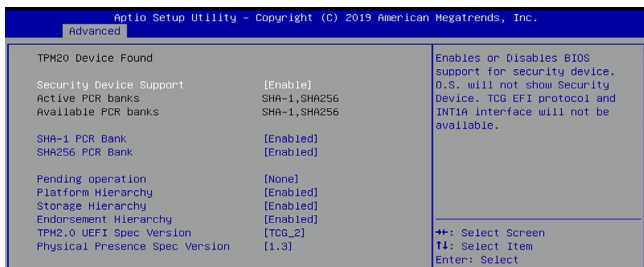 Aptio Setup Utility – Copyright (C) 2019 American Megatrends, Inc.
Advanced
TPM20 Device Found
Security Device Support [Enable]
Active PCR banks SHA-1,SHA256
Available PCR banks SHA-1,SHA256
SHA-1 PCR Bank [Enabled]
SHA256 PCR Bank [Enabled]
Pending operation [None]
Platform Hierarchy [Enabled]
Storage Hierarchy [Enabled]
Endorsement Hierarchy [Enabled]
TPM2.0 UEFI Spec Version [TCG_2]
Physical Presence Spec Version [1.3]
Enables or Disables BIOS
support for security device.
O.S. will not show Security
Device. TCG EFI protocol and
INT1A interface will not be
available.
→←: Select Screen
↑↓: Select Item
Enter: Select